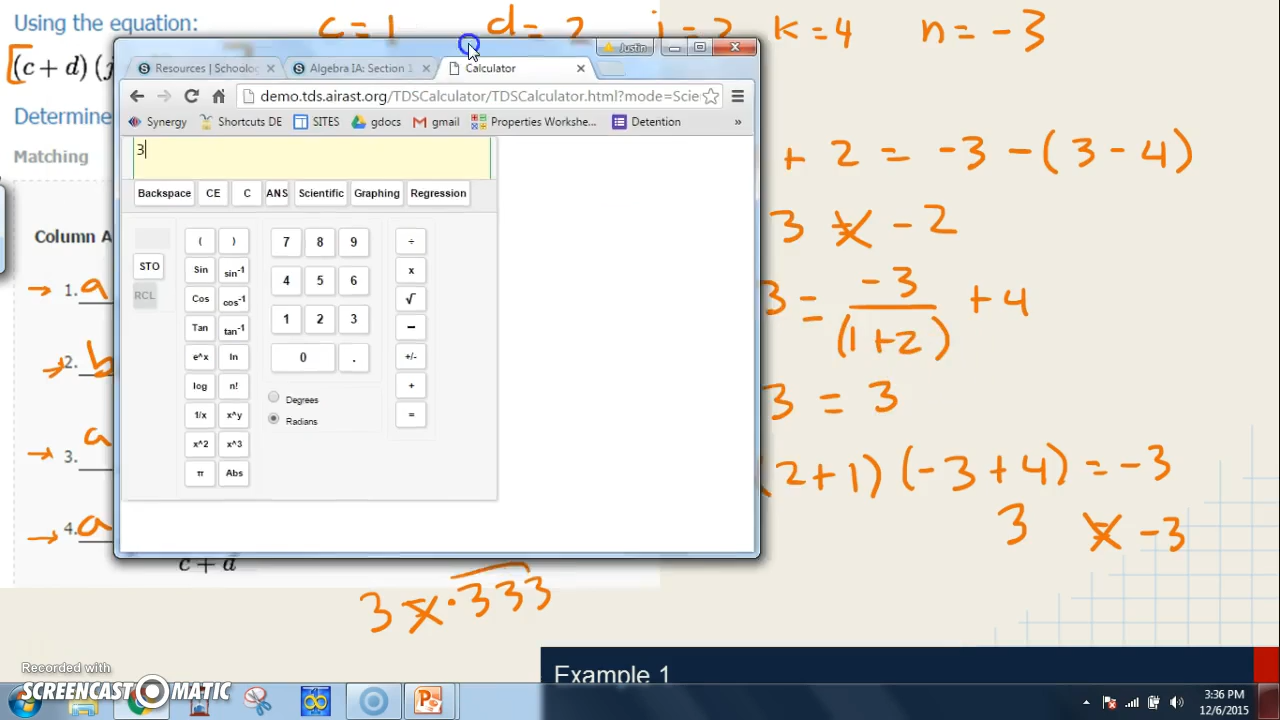 Using the equation:
c = 1 d = 2 j = 2 k = 4 n = -3
[(c + d) (j
Justin
Resources | Schoolog
Algebra IA: Section 1
Calculator
demo.tds.airast.org/TDSCalculator/TDSCalculator.html?mode=Scie
Synergy Shortcuts DE SITES gdocs gmail Properties Workshe... Detention »
Determine
Matching
3
Backspace CE C ANS Scientific Graphing Regression
+ 2 = -3 - (3 - 4)
Column A
( ) 7 8 9 ÷
3 = -2
STO Sin sin-1 4 5 6 x
1. a
RCL Cos cos-1 √
3 = -3/(1+2) + 4
Tan tan-1 1 2 3 −
2. b
e^x ln 0 . +/-
log n! Degrees +
3 = 3
1/x x^y Radians =
3. a
x^2 x^3
π Abs
(2+1)(-3+4) = -3
4. a
3 = -3
c + d
3 = .333
Example 1
Recorded with
SCREENCAST-O-MATIC
3:36 PM
12/6/2015